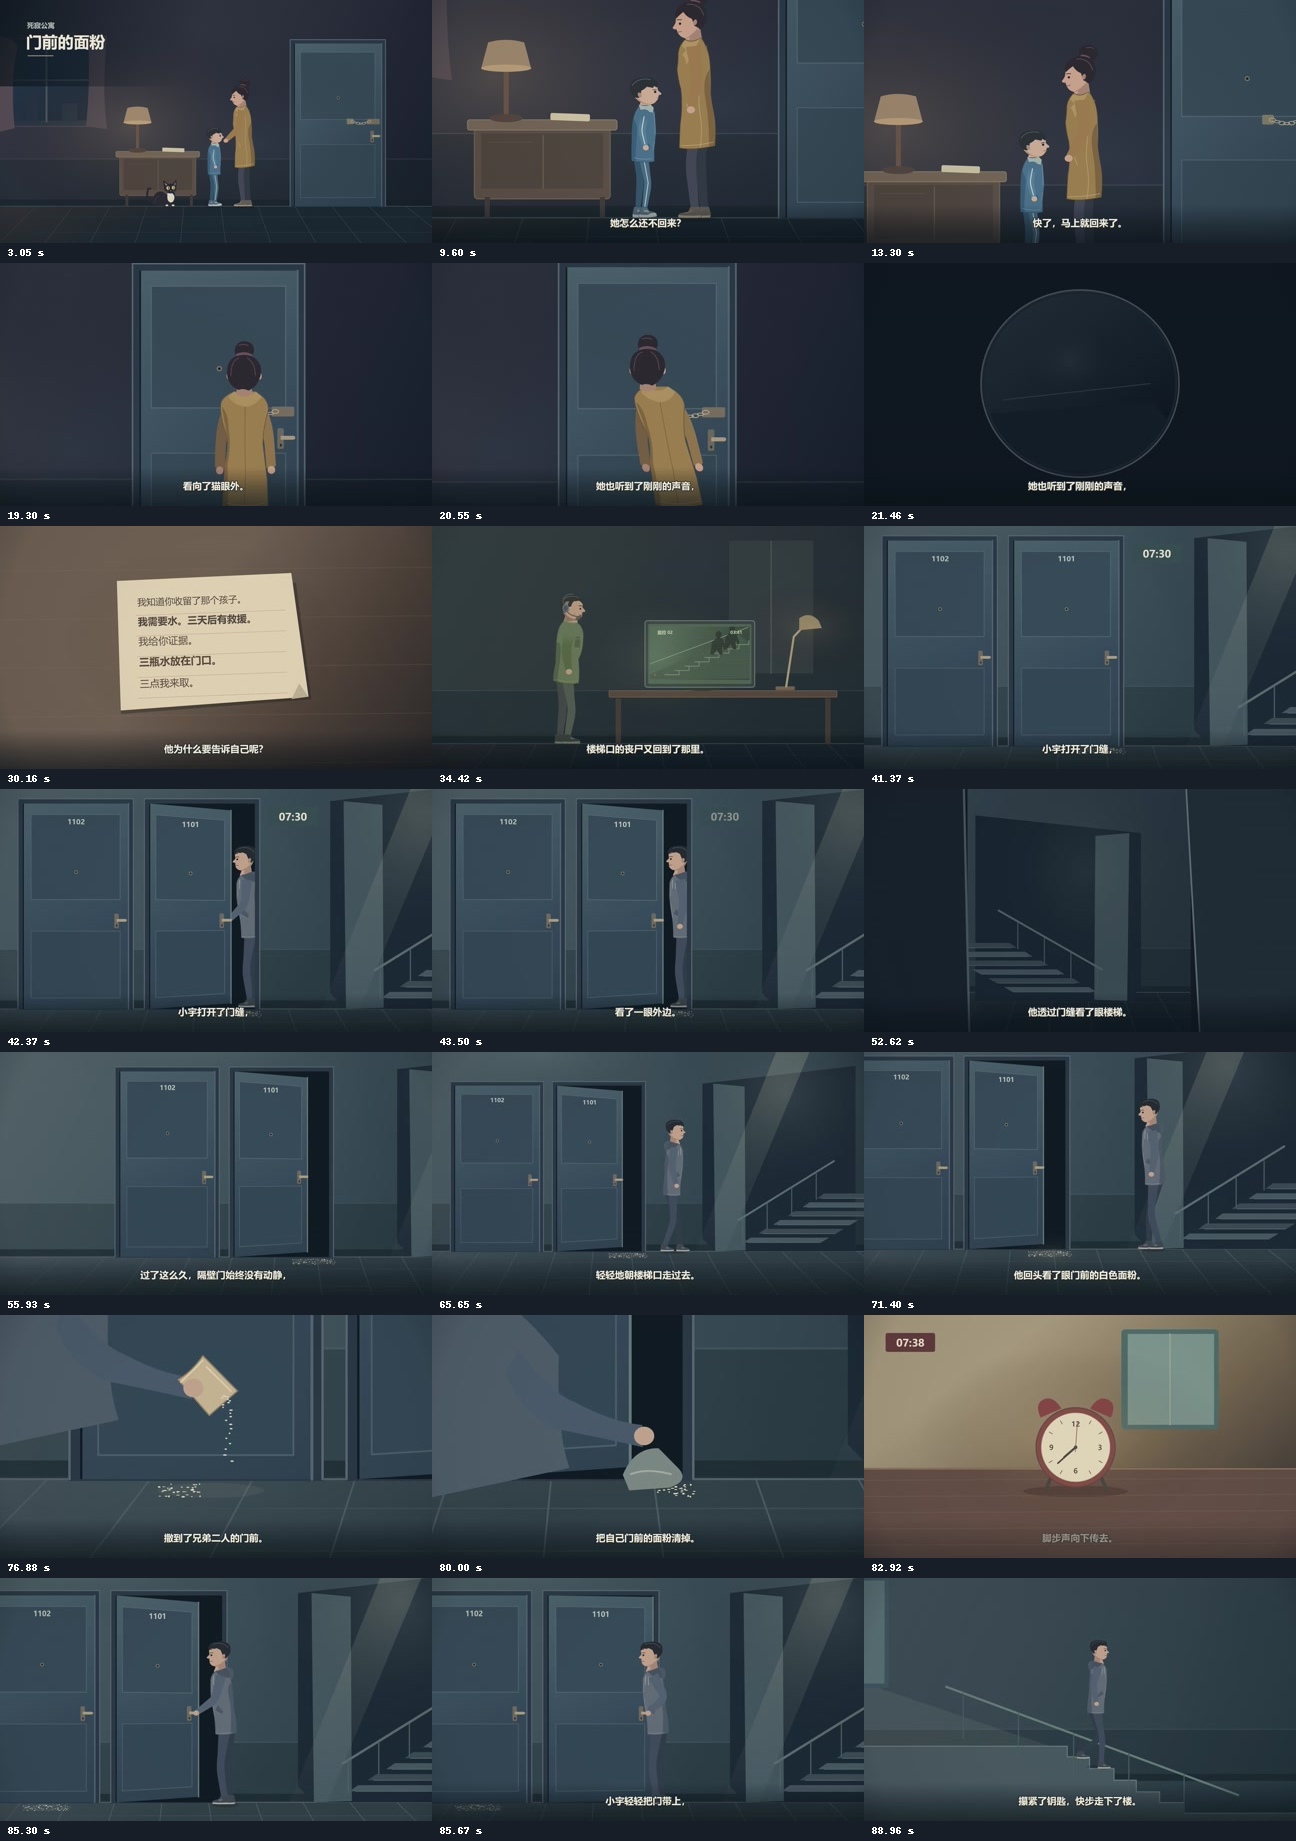 死寂公寓
门前的面粉
3.05 s
她怎么还不回来？
9.60 s
快了，马上就回来了。
13.30 s
看向了猫眼外。
19.30 s
她也听到了刚刚的声音，
20.55 s
她也听到了刚刚的声音，
21.46 s
我知道你收留了那个孩子。
我需要水。三天后有救援。
我给你证据。
三瓶水放在门口。
三点我来取。
他为什么要告诉自己呢？
30.16 s
监控 02
楼梯口的丧尸又回到了那里。
34.42 s
1102
1101
07:30
小宇打开了门缝，
41.37 s
1102
1101
07:30
小宇打开了门缝，
42.37 s
1102
1101
07:30
看了一眼外边。
43.50 s
他透过门缝看了眼楼梯。
52.62 s
1102
1101
过了这么久，隔壁门始终没有动静，
55.93 s
1102
1101
轻轻地朝楼梯口走过去。
65.65 s
1102
1101
他回头看了眼门前的白色面粉。
71.40 s
撒到了兄弟二人的门前。
76.88 s
把自己门前的面粉清掉。
80.00 s
07:38
12
9 3
6
脚步声向下传去。
82.92 s
1102
1101
85.30 s
1102
1101
小宇轻轻把门带上，
85.67 s
攥紧了钥匙，快步走下了楼。
88.96 s